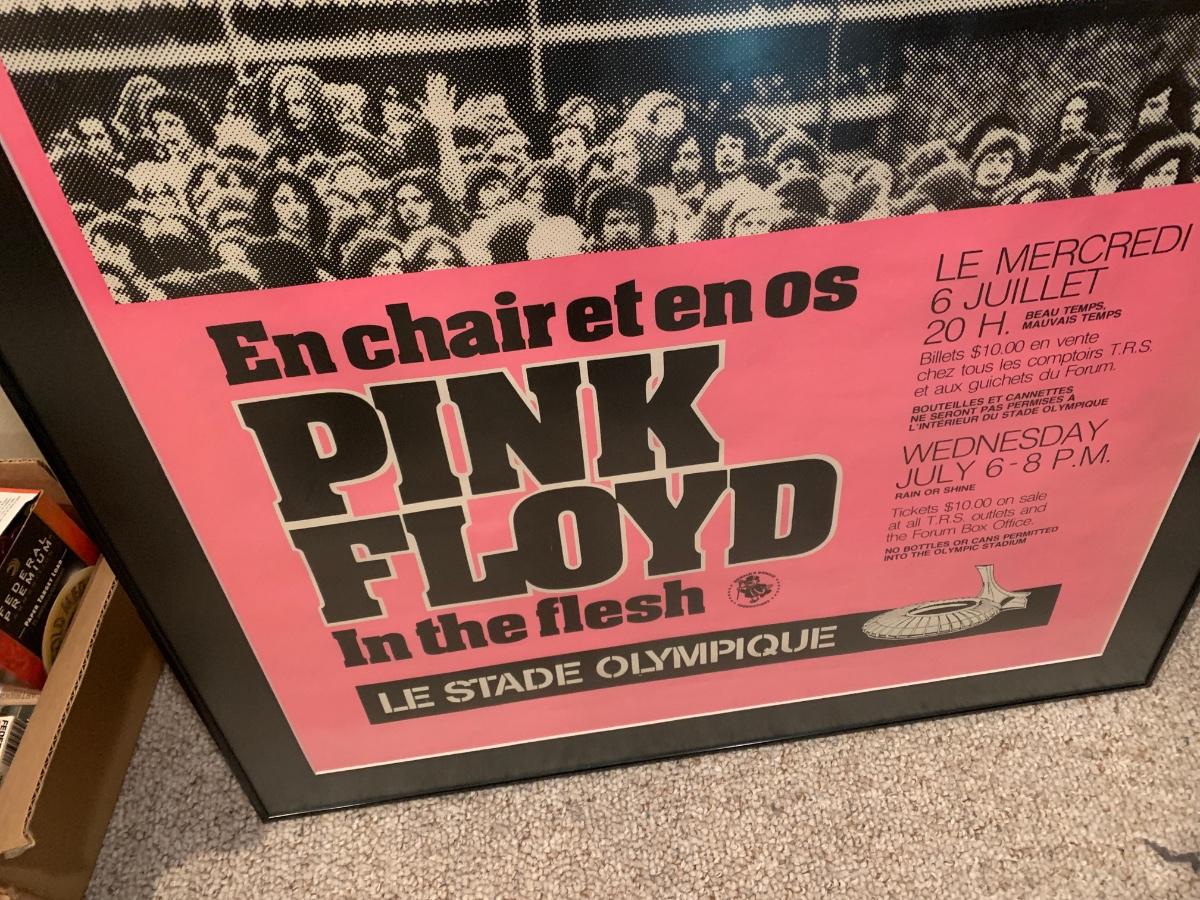 En chair et en os
PINK
FLOYD
In the flesh
LE STADE OLYMPIQUE
LE MERCREDI
6 JUILLET
20 H. BEAU TEMPS,
MAUVAIS TEMPS
Billets $10.00 en vente
chez tous les comptoirs T.R.S.
et aux guichets du Forum.
BOUTEILLES ET CANNETTES
NE SERONT PAS PERMISES À
L'INTÉRIEUR DU STADE OLYMPIQUE
WEDNESDAY
JULY 6-8 P.M.
RAIN OR SHINE
Tickets $10.00 on sale
at all T.R.S. outlets and
the Forum Box Office.
NO BOTTLES OR CANS PERMITTED
INTO THE OLYMPIC STADIUM
FEDERAL
PREMIUM
GOLD MEDAL